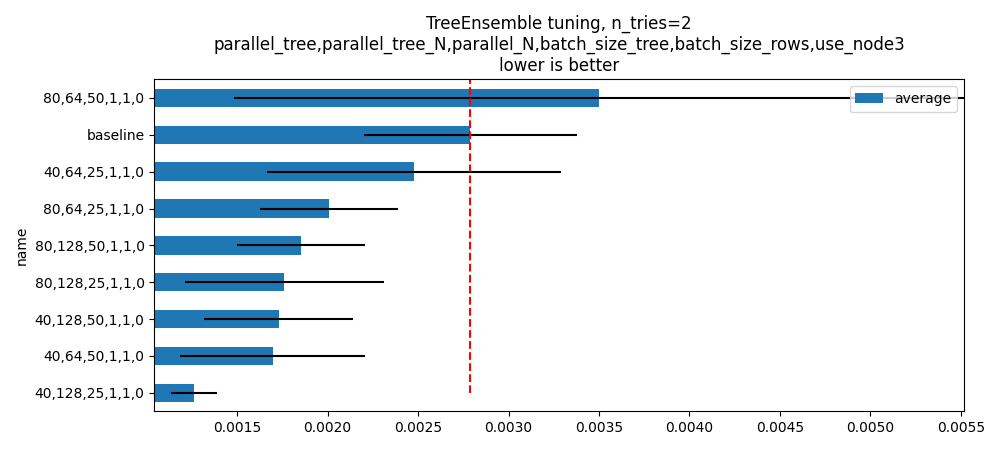 TreeEnsemble tuning, n_tries=2
parallel_tree,parallel_tree_N,parallel_N,batch_size_tree,batch_size_rows,use_node3
lower is better
average
name
80,64,50,1,1,0
baseline
40,64,25,1,1,0
80,64,25,1,1,0
80,128,50,1,1,0
80,128,25,1,1,0
40,128,50,1,1,0
40,64,50,1,1,0
40,128,25,1,1,0
0.0015 0.0020 0.0025 0.0030 0.0035 0.0040 0.0045 0.0050 0.0055